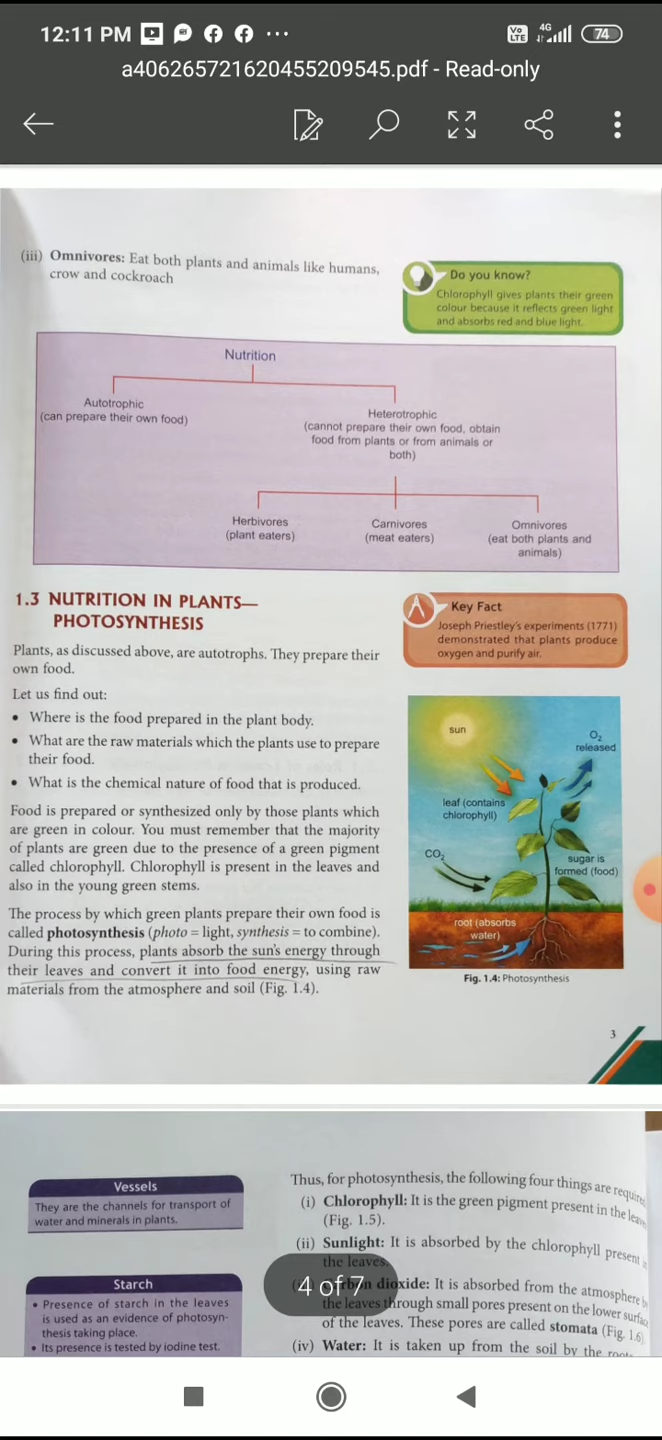 12:11 PM ...
Vo LTE 4G 74
a406265721620455209545.pdf - Read-only
(iii) Omnivores: Eat both plants and animals like humans,
crow and cockroach
Do you know?
Chlorophyll gives plants their green
colour because it reflects green light
and absorbs red and blue light.
Nutrition
Autotrophic
(can prepare their own food)
Heterotrophic
(cannot prepare their own food, obtain
food from plants or from animals or
both)
Herbivores
(plant eaters)
Carnivores
(meat eaters)
Omnivores
(eat both plants and
animals)
1.3 NUTRITION IN PLANTS—
PHOTOSYNTHESIS
Key Fact
Joseph Priestley's experiments (1771)
demonstrated that plants produce
oxygen and purify air.
Plants, as discussed above, are autotrophs. They prepare their
own food.
Let us find out:
• Where is the food prepared in the plant body.
• What are the raw materials which the plants use to prepare
their food.
• What is the chemical nature of food that is produced.
Food is prepared or synthesized only by those plants which
are green in colour. You must remember that the majority
of plants are green due to the presence of a green pigment
called chlorophyll. Chlorophyll is present in the leaves and
also in the young green stems.
The process by which green plants prepare their own food is
called photosynthesis (photo = light, synthesis = to combine).
During this process, plants absorb the sun's energy through
their leaves and convert it into food energy, using raw
materials from the atmosphere and soil (Fig. 1.4).
sun
O₂
released
leaf (contains
chlorophyll)
CO₂
sugar is
formed (food)
root (absorbs
water)
Fig. 1.4: Photosynthesis
3
Vessels
They are the channels for transport of
water and minerals in plants.
Starch
• Presence of starch in the leaves
is used as an evidence of photosyn-
thesis taking place.
• Its presence is tested by iodine test.
Thus, for photosynthesis, the following four things are required
(i) Chlorophyll: It is the green pigment present in the leav
(Fig. 1.5).
(ii) Sunlight: It is absorbed by the chlorophyll present
the leaves.
4 of 7
dioxide: It is absorbed from the atmosphere
the leaves through small pores present on the lower surfa
of the leaves. These pores are called stomata (Fig. 1.6)
(iv) Water: It is taken up from the soil by the